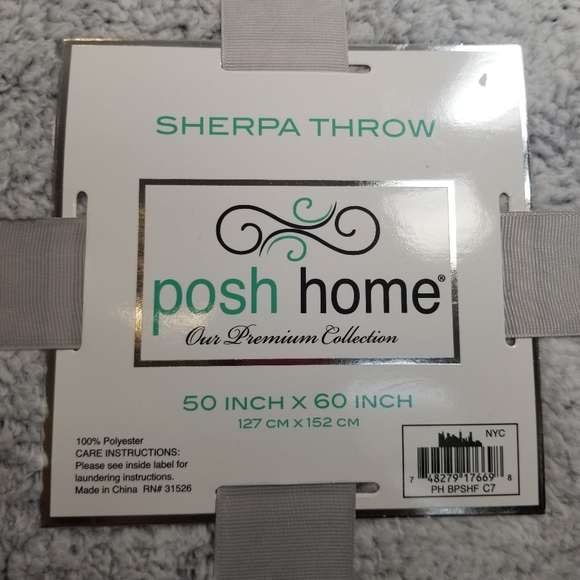 SHERPA THROW
posh home®
Our Premium Collection
50 INCH X 60 INCH
127 CM X 152 CM
100% Polyester
CARE INSTRUCTIONS:
Please see inside label for
laundering instructions.
Made in China RN# 31526
NYC
7 48279 17669 8
PH BPSHF C7